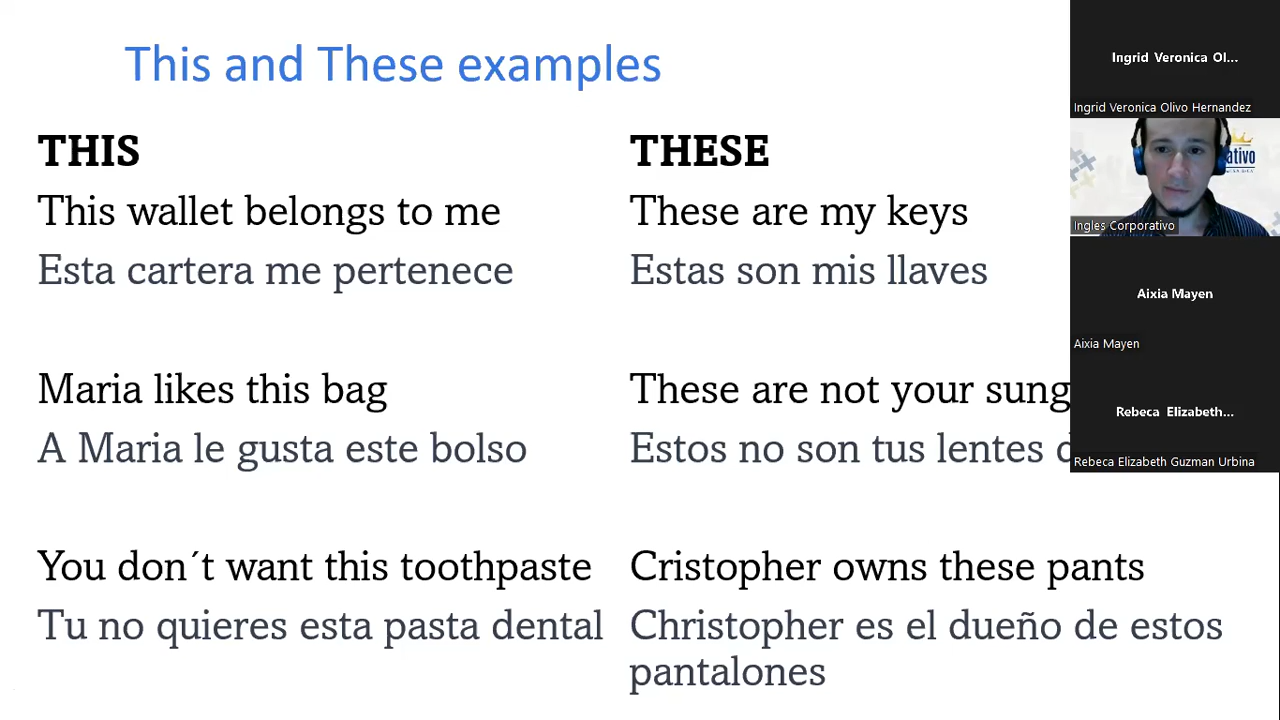 This and These examples
THIS
This wallet belongs to me
Esta cartera me pertenece
Maria likes this bag
A Maria le gusta este bolso
You don´t want this toothpaste
Tu no quieres esta pasta dental
THESE
These are my keys
Estas son mis llaves
These are not your
Estos no son tus lentes
Cristopher owns these pants
Christopher es el dueño de estos
pantalones
Ingrid Veronica Ol...
Ingrid Veronica Olivo Hernandez
ativo
Ingles Corporativo
Aixia Mayen
Aixia Mayen
Rebeca Elizabeth...
Rebeca Elizabeth Guzman Urbina